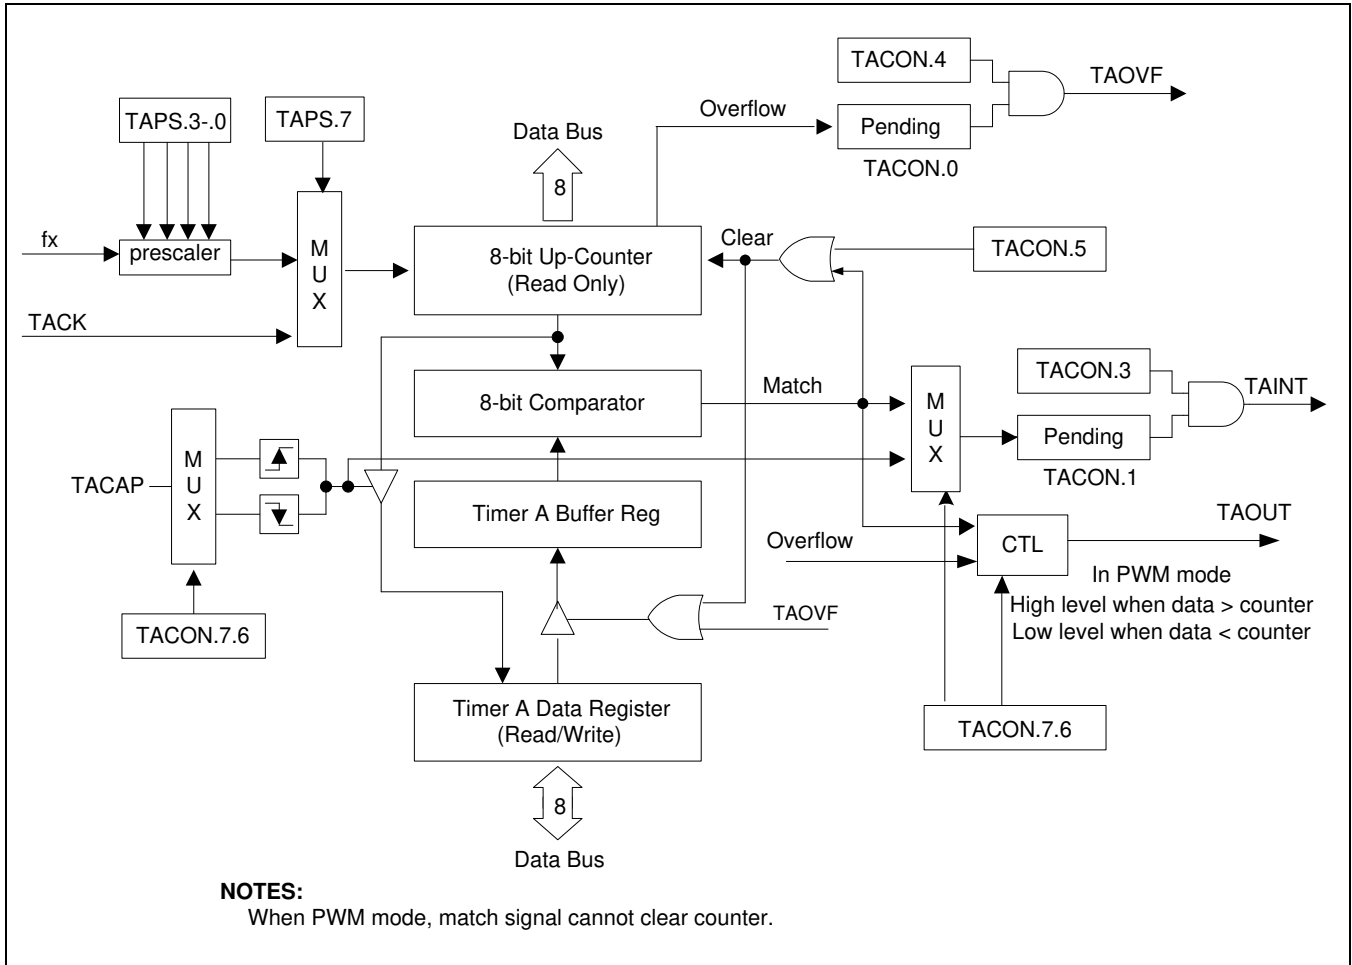 TACON.4
TAOVF
TAPS.3-.0
TAPS.7
Overflow
Pending
Data Bus
TACON.0
8
fx
prescaler
M
U
X
8-bit Up-Counter
(Read Only)
Clear
TACON.5
TACK
8-bit Comparator
Match
M
U
X
TACON.3
TAINT
Pending
TACON.1
TACAP
M
U
X
Timer A Buffer Reg
TAOUT
Overflow
CTL
In PWM mode
High level when data > counter
Low level when data < counter
TACON.7.6
TAOVF
Timer A Data Register
(Read/Write)
TACON.7.6
8
Data Bus
NOTES:
When PWM mode, match signal cannot clear counter.